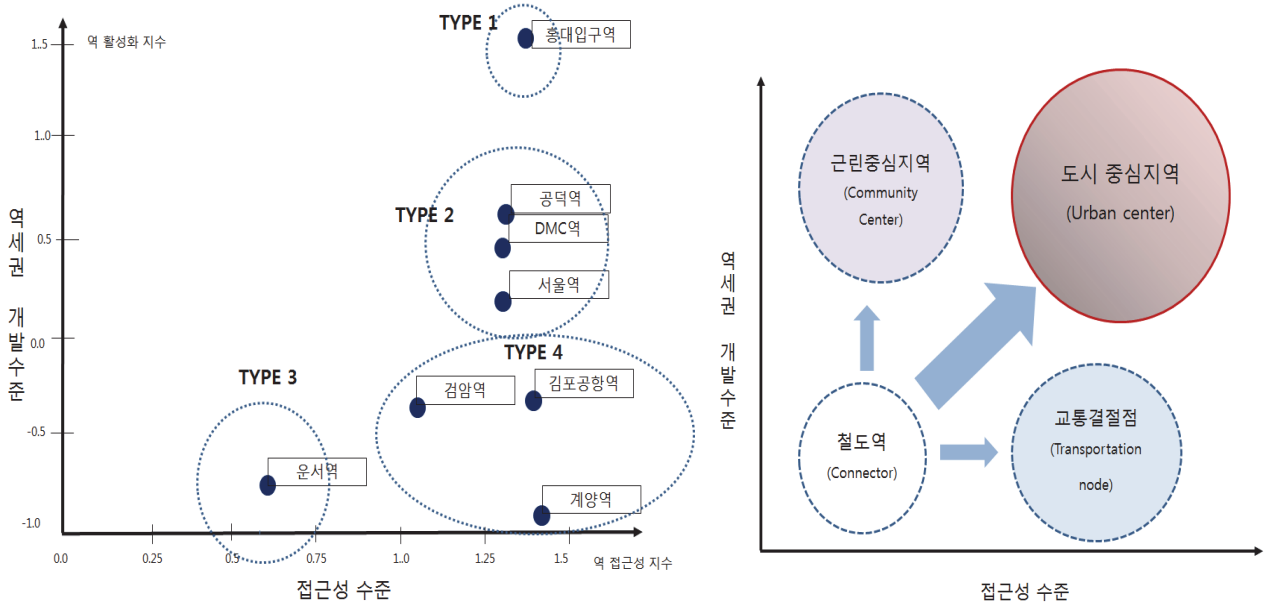 TYPE 1
홍대입구역
역 활성화 지수
1.5
1.0
0.5
0.0
-0.5
-1.0
역세권 개발수준
TYPE 2
공덕역
DMC역
서울역
TYPE 4
검암역
김포공항역
계양역
TYPE 3
운서역
0.0
0.25
0.5
0.75
1.0
1.25
1.5
역 접근성 지수
접근성 수준
역세권 개발수준
근린중심지역
(Community
Center)
도시 중심지역
(Urban center)
철도역
(Connector)
교통결절점
(Transportation
node)
접근성 수준